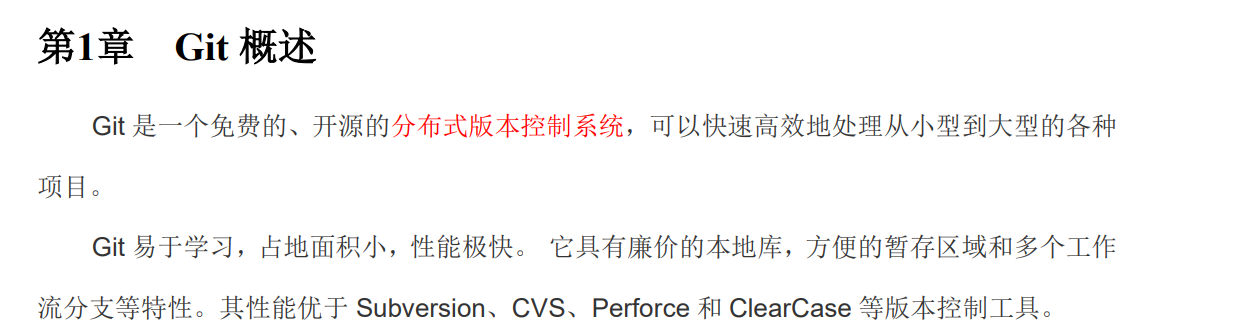 第1章 Git 概述
Git 是一个免费的、开源的分布式版本控制系统，可以快速高效地处理从小型到大型的各种
项目。
Git 易于学习，占地面积小，性能极快。 它具有廉价的本地库，方便的暂存区域和多个工作
流分支等特性。其性能优于 Subversion、CVS、Perforce 和 ClearCase 等版本控制工具。